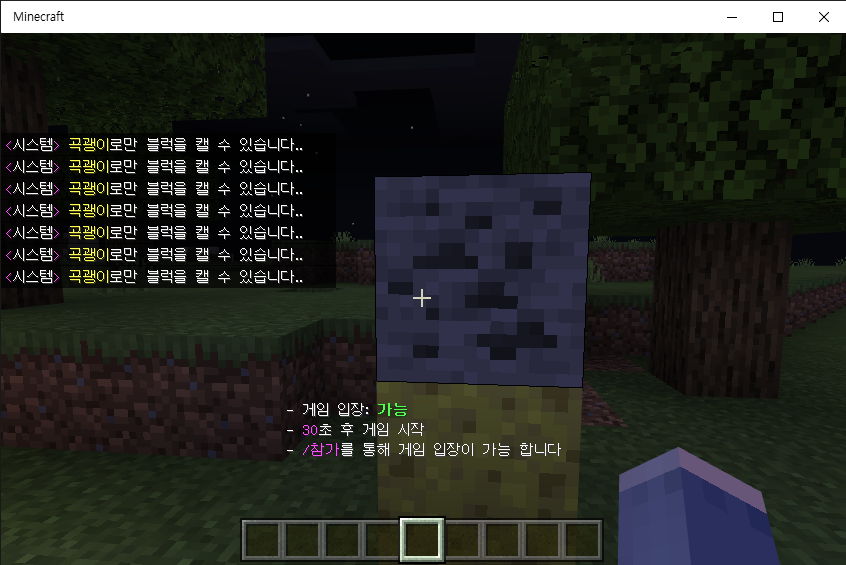 Minecraft
<시스템> 곡괭이로만 블럭을 캘 수 있습니다..
<시스템> 곡괭이로만 블럭을 캘 수 있습니다..
<시스템> 곡괭이로만 블럭을 캘 수 있습니다..
<시스템> 곡괭이로만 블럭을 캘 수 있습니다..
<시스템> 곡괭이로만 블럭을 캘 수 있습니다..
<시스템> 곡괭이로만 블럭을 캘 수 있습니다..
<시스템> 곡괭이로만 블럭을 캘 수 있습니다..
- 게임 입장: 가능
- 30초 후 게임 시작
- /참가를 통해 게임 입장이 가능 합니다